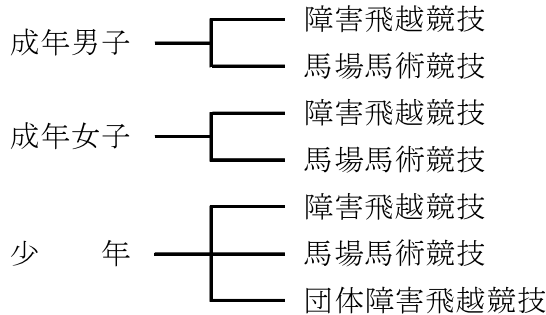 成年男子
障害飛越競技
馬場馬術競技
成年女子
障害飛越競技
馬場馬術競技
少　　年
障害飛越競技
馬場馬術競技
団体障害飛越競技